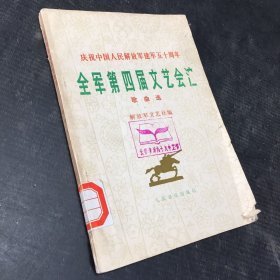 庆祝中国人民解放军建军五十周年
全军第四届文艺会汇
歌曲选
解放军文艺社编
人民音乐出版社